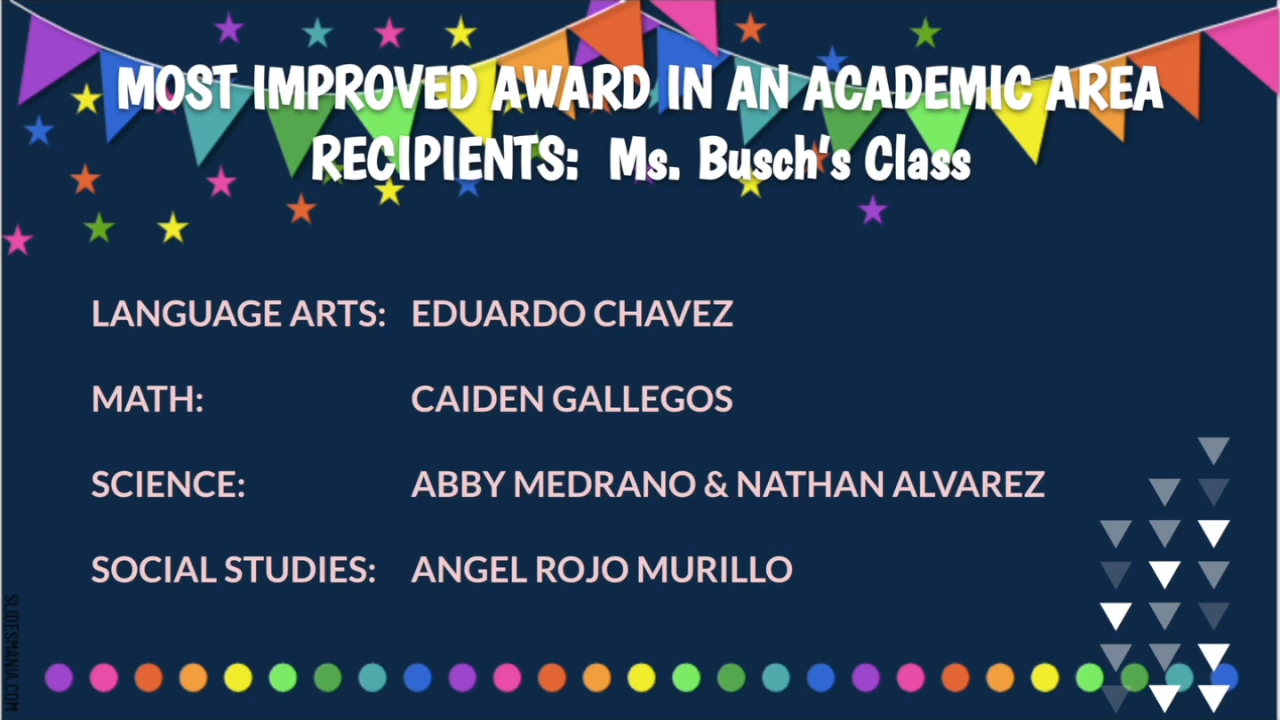 MOST IMPROVED AWARD IN AN ACADEMIC AREA
RECIPIENTS: Ms. Busch's Class
LANGUAGE ARTS: EDUARDO CHAVEZ
MATH: CAIDEN GALLEGOS
SCIENCE: ABBY MEDRANO & NATHAN ALVAREZ
SOCIAL STUDIES: ANGEL ROJO MURILLO
SLIDESMANIA.COM